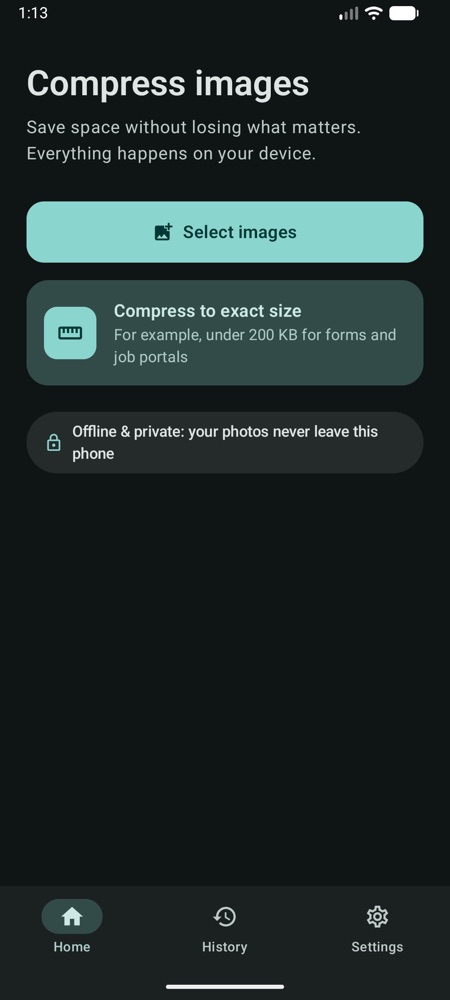 1:13
Compress images
Save space without losing what matters.
Everything happens on your device.
Select images
Compress to exact size
For example, under 200 KB for forms and
job portals
Offline & private: your photos never leave this
phone
Home
History
Settings